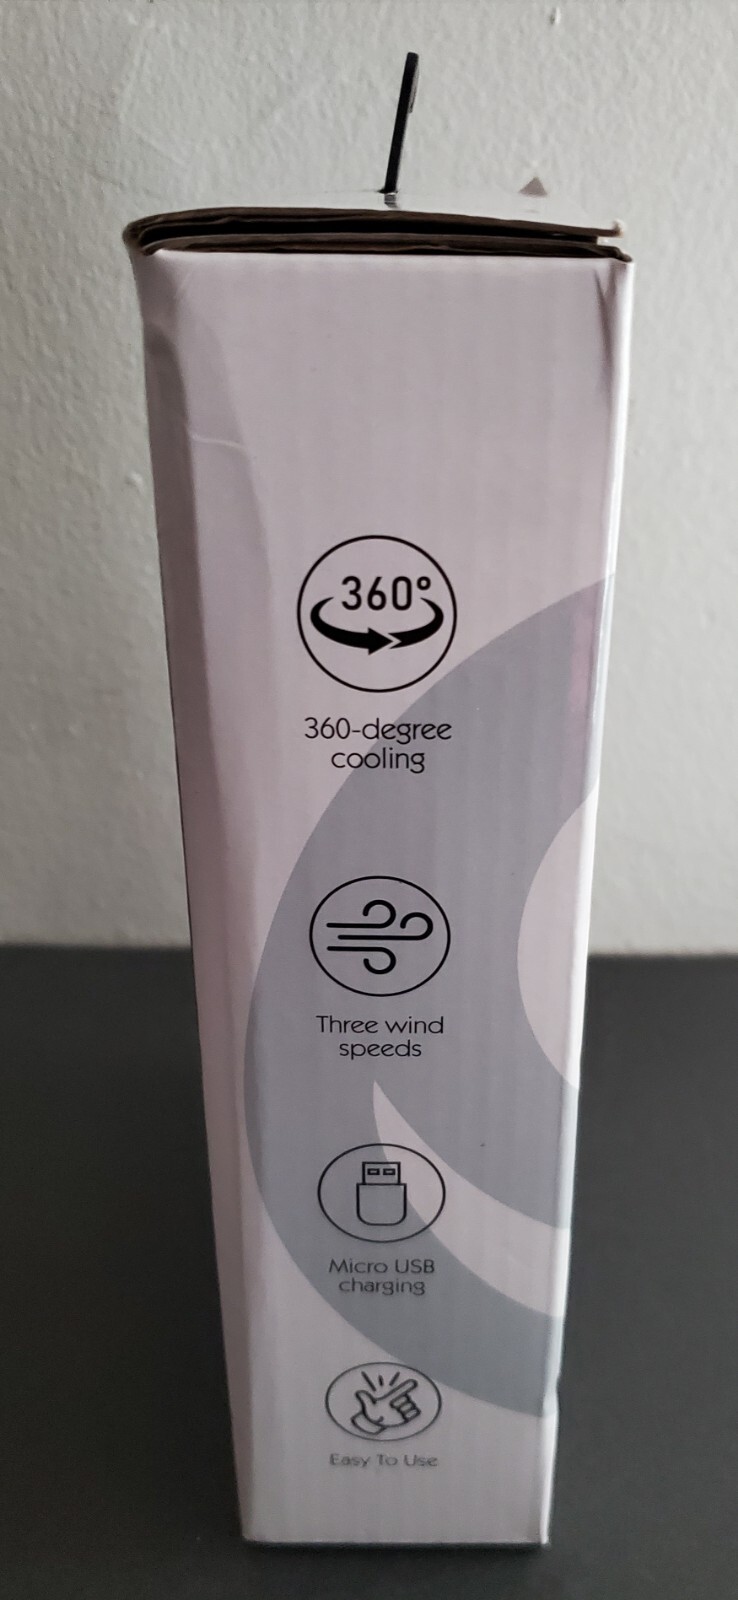 360°
360-degree
cooling
Three wind
speeds
Micro USB
charging
Easy To Use